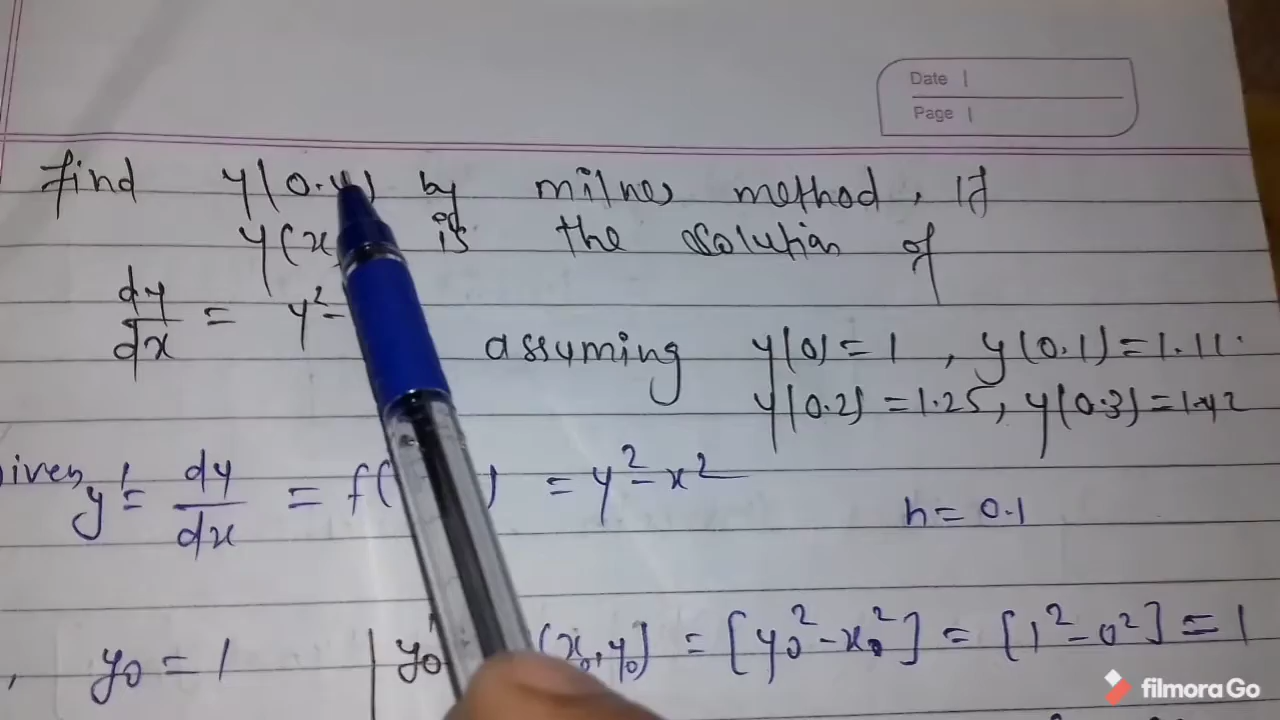 Date |
Page |
find y(0.4) by milnes method, if
y(x) is the solution of
dy/dx = y²-
assuming y(0)=1, y(0.1)=1.11
y(0.2)=1.25, y(0.3)=1.42
y' = dy/dx = f( ) = y²-x²
h=0.1
, y₀=1 | y₀ (x₀,y₀] = [y₀²-x₀²] = [1²-0²] = 1
filmoraGo